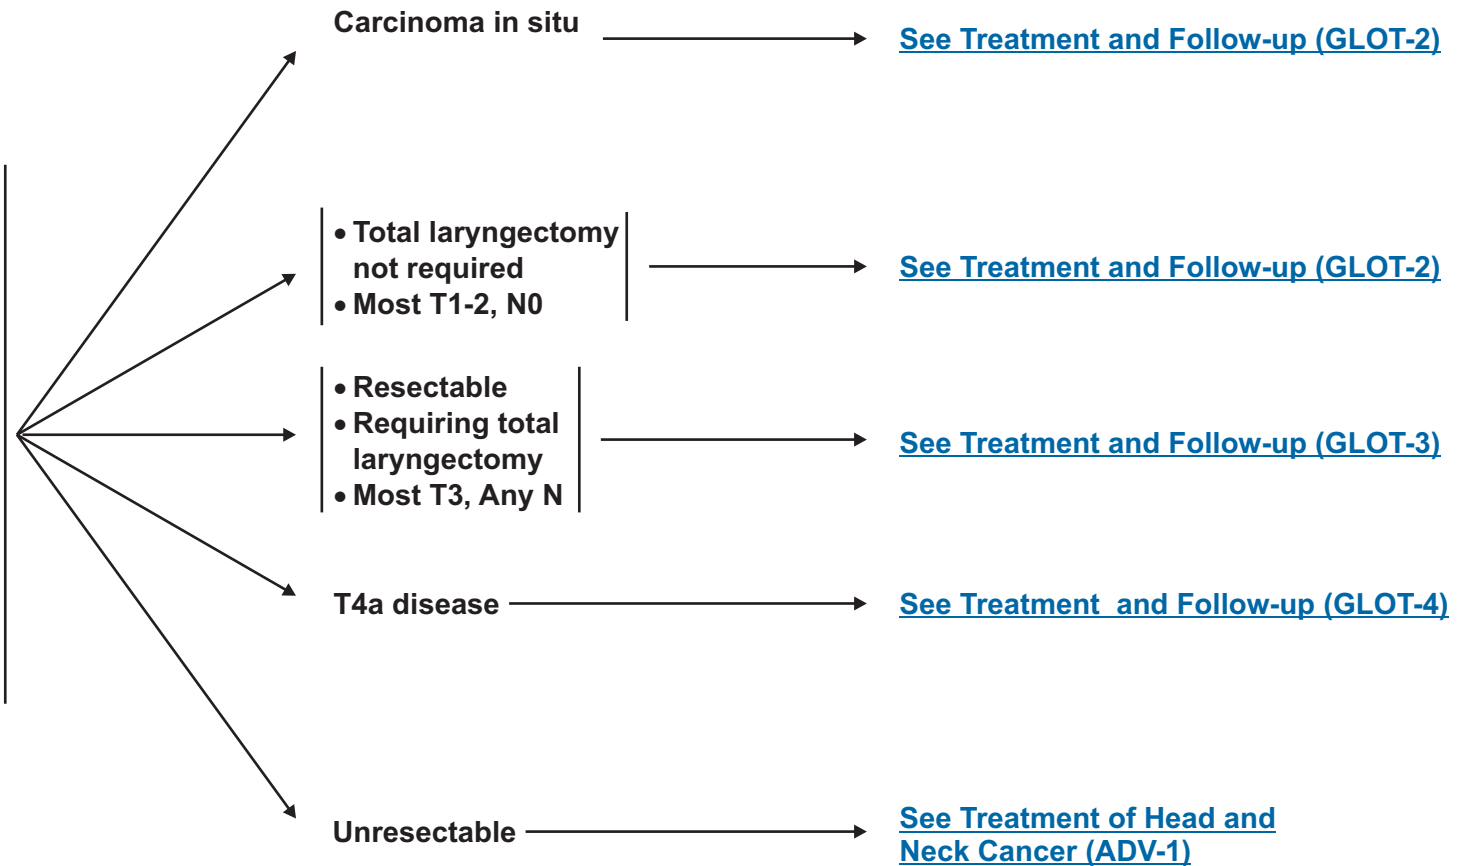 Carcinoma in situ
See Treatment and Follow-up (GLOT-2)
• Total laryngectomy
not required
• Most T1-2, N0
See Treatment and Follow-up (GLOT-2)
• Resectable
• Requiring total
laryngectomy
• Most T3, Any N
See Treatment and Follow-up (GLOT-3)
T4a disease
See Treatment and Follow-up (GLOT-4)
Unresectable
See Treatment of Head and
Neck Cancer (ADV-1)